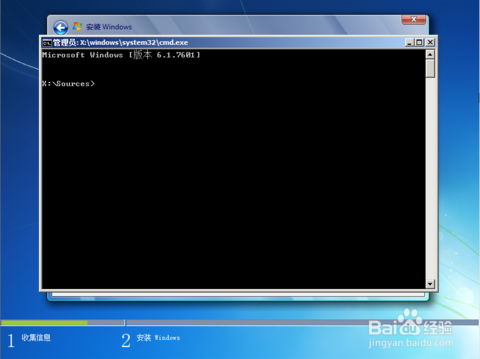 安装 Windows
管理员: X:\windows\system32\cmd.exe
Microsoft Windows [版本 6.1.7601]
X:\Sources>
1 收集信息
2 安装 Windows
Baidu 经验
jingyan.baidu.com